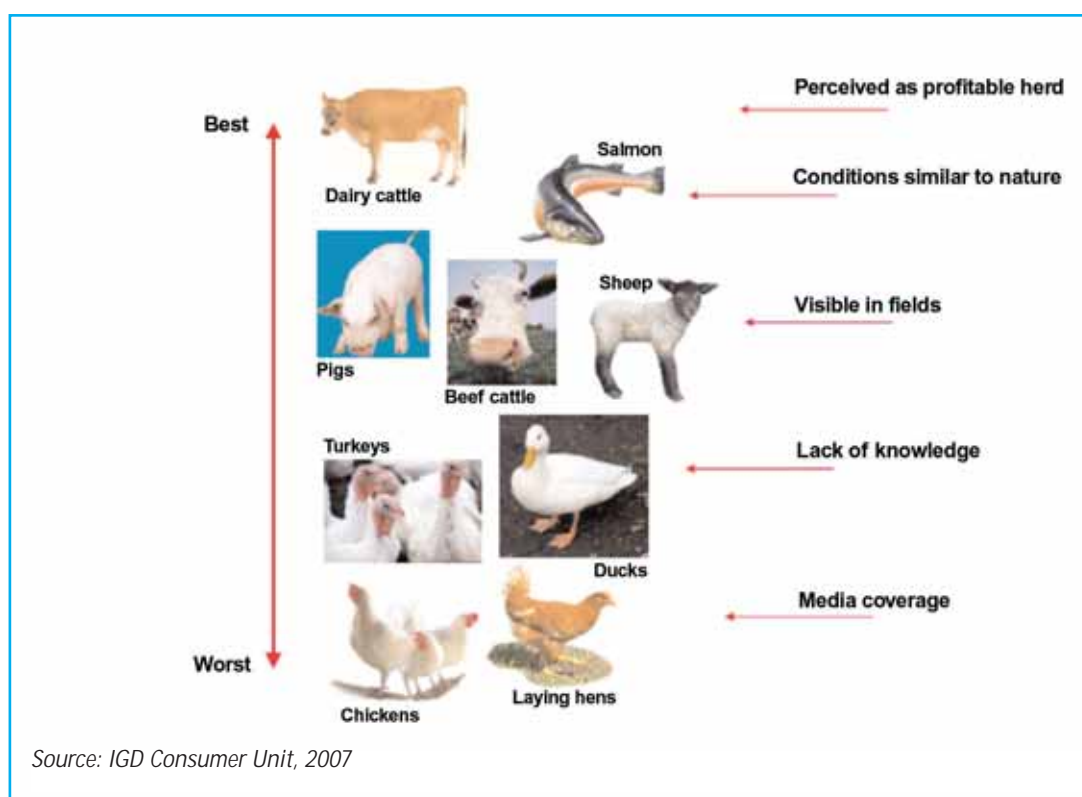 Perceived as profitable herd
Best
Salmon
Conditions similar to nature
Dairy cattle
Sheep
Visible in fields
Pigs
Beef cattle
Turkeys
Lack of knowledge
Ducks
Media coverage
Worst
Laying hens
Chickens
Source: IGD Consumer Unit, 2007